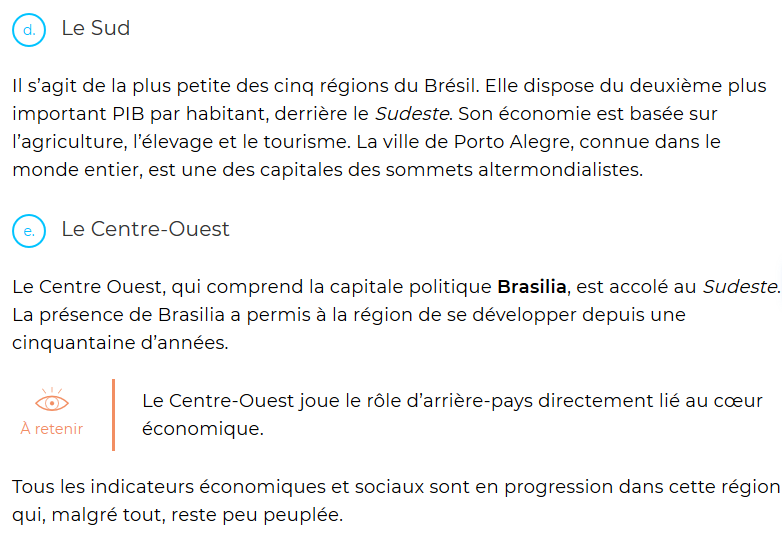 d. Le Sud
Il s’agit de la plus petite des cinq régions du Brésil. Elle dispose du deuxième plus
important PIB par habitant, derrière le Sudeste. Son économie est basée sur
l’agriculture, l’élevage et le tourisme. La ville de Porto Alegre, connue dans le
monde entier, est une des capitales des sommets altermondialistes.
e. Le Centre-Ouest
Le Centre Ouest, qui comprend la capitale politique Brasilia, est accolé au Sudeste.
La présence de Brasilia a permis à la région de se développer depuis une
cinquantaine d’années.
À retenir
Le Centre-Ouest joue le rôle d’arrière-pays directement lié au cœur
économique.
Tous les indicateurs économiques et sociaux sont en progression dans cette région
qui, malgré tout, reste peu peuplée.